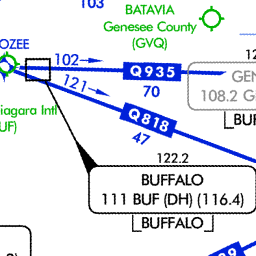 103
BATAVIA
Genesee County
(GVQ)
OZEE
102
Q935
70
12
GEN
108.2 G
BUF
121
Q818
47
iagara Intl
UF)
122.2
BUFFALO
111 BUF (DH) (116.4)
BUFFALO